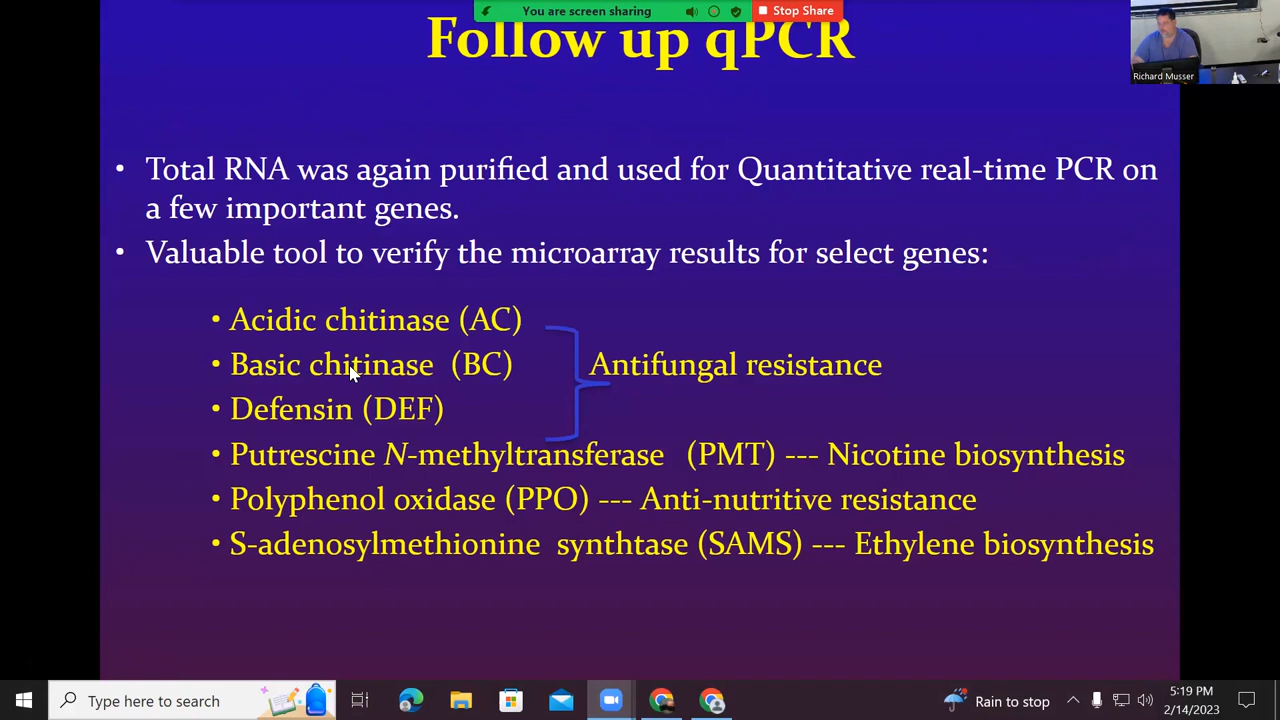 You are screen sharing
Stop Share
Follow up qPCR
Richard Musser
• Total RNA was again purified and used for Quantitative real-time PCR on
a few important genes.
• Valuable tool to verify the microarray results for select genes:
• Acidic chitinase (AC)
• Basic chitinase (BC)
Antifungal resistance
• Defensin (DEF)
• Putrescine N-methyltransferase (PMT) --- Nicotine biosynthesis
• Polyphenol oxidase (PPO) --- Anti-nutritive resistance
• S-adenosylmethionine synthtase (SAMS) --- Ethylene biosynthesis
Type here to search
Rain to stop
5:19 PM
2/14/2023